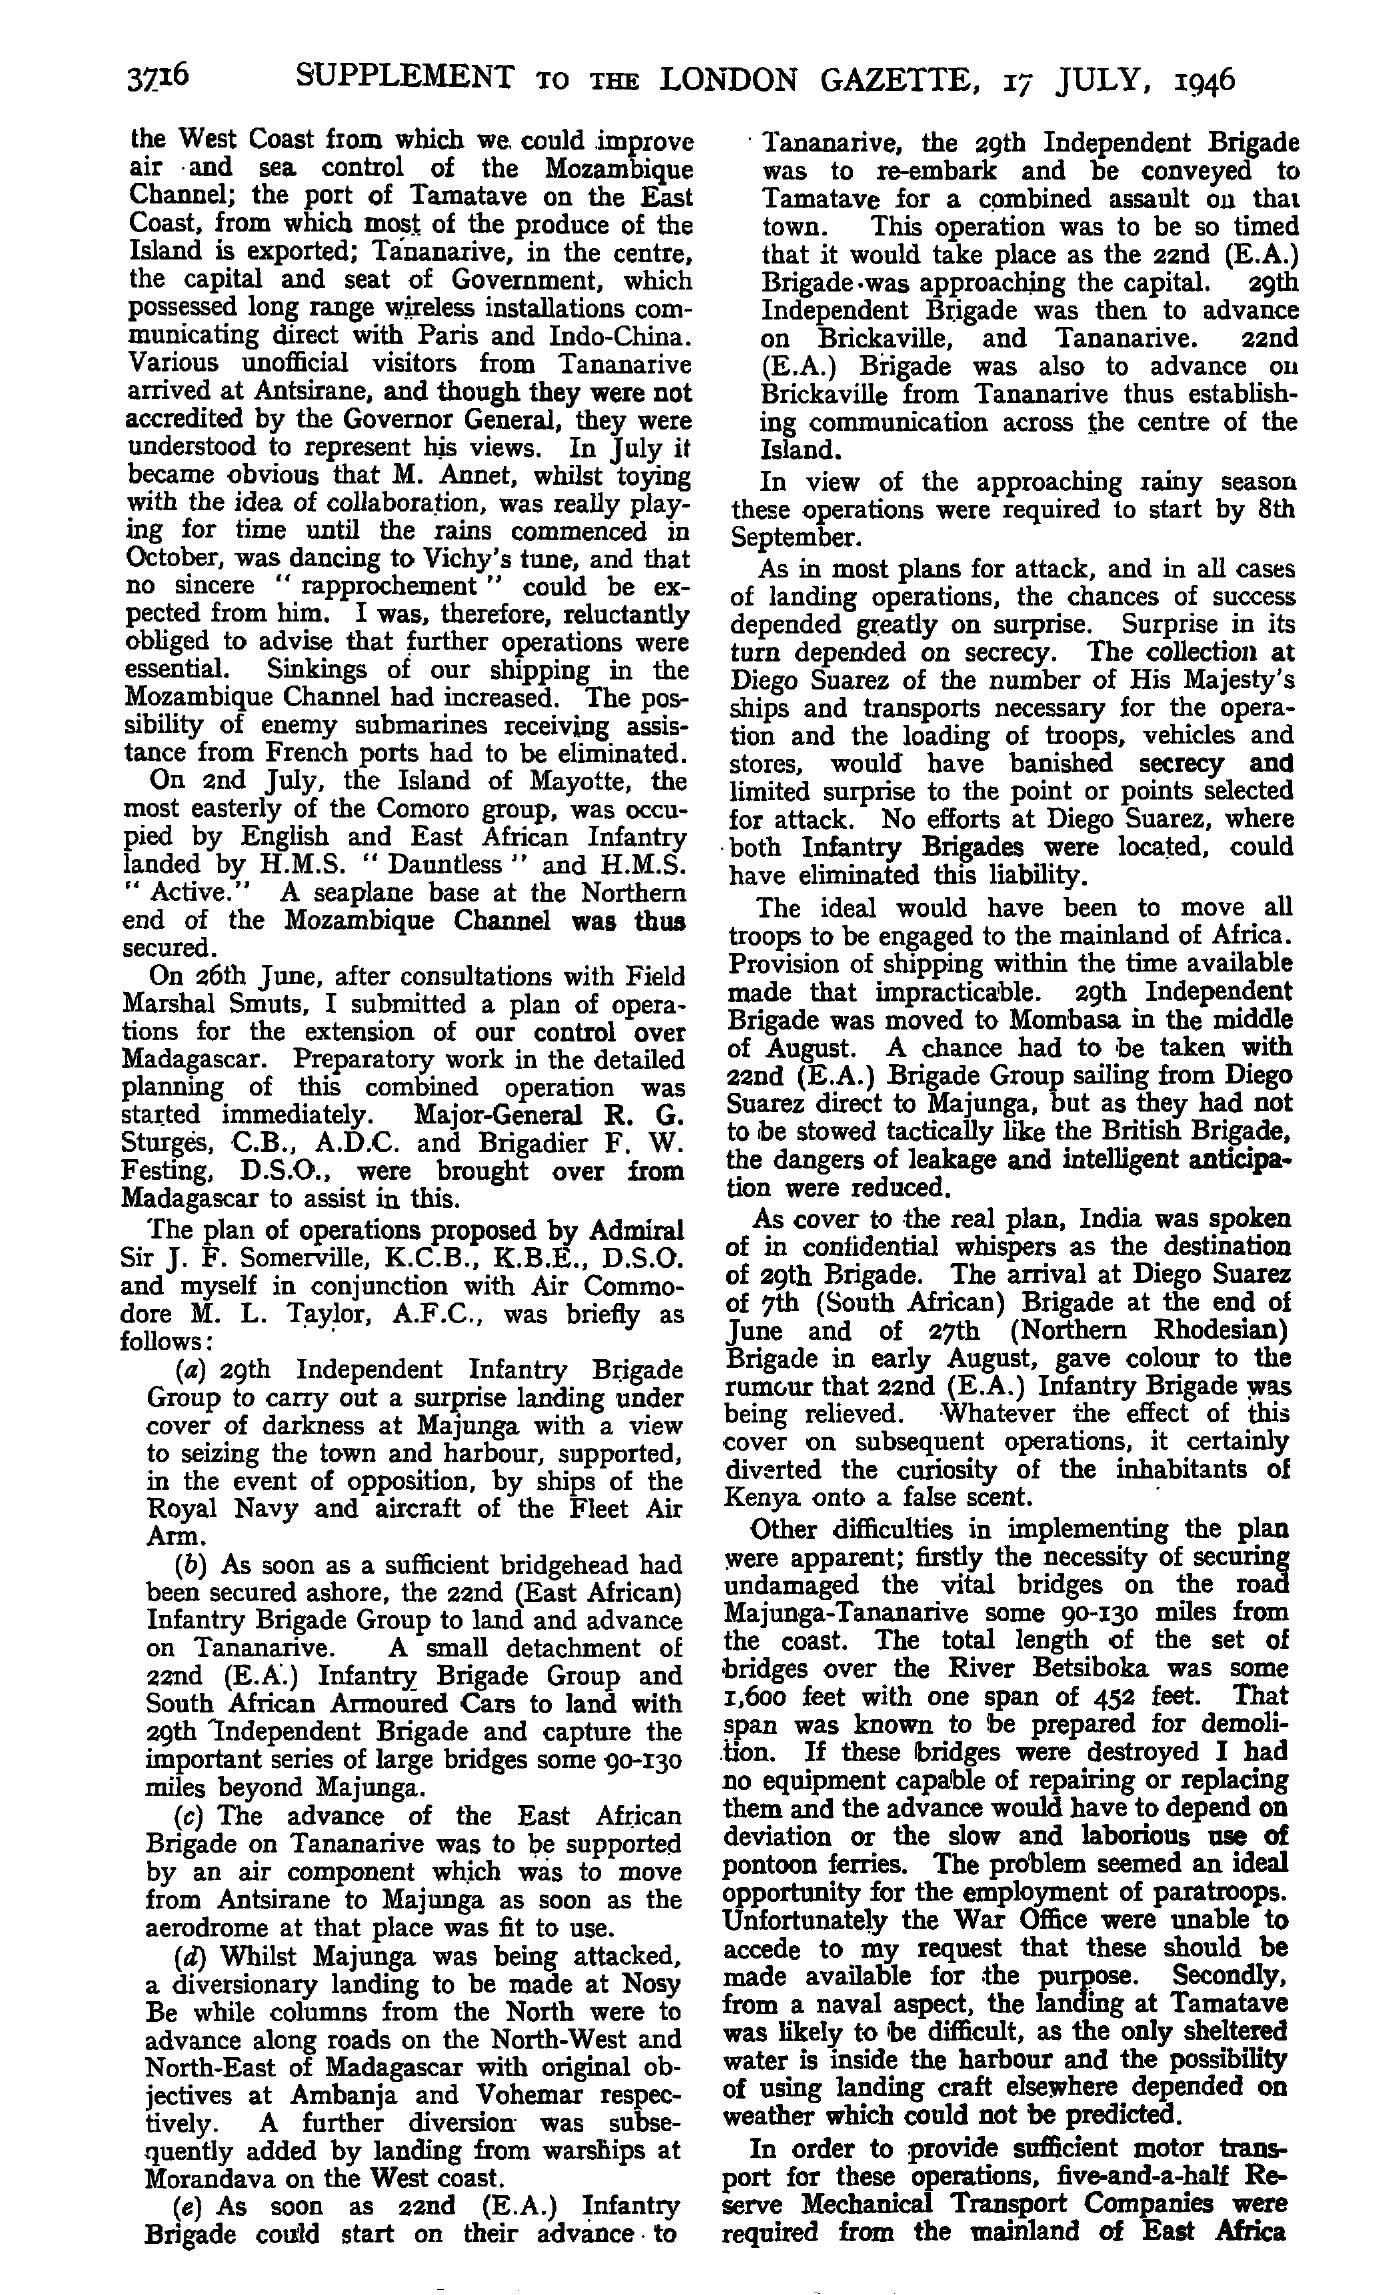 3716 SUPPLEMENT TO THE LONDON GAZETTE, 17 JULY, 1946
the West Coast from which we could improve
air and sea control of the Mozambique
Channel; the port of Tamatave on the East
Coast, from which most of the produce of the
Island is exported; Tananarive, in the centre,
the capital and seat of Government, which
possessed long range wireless installations com-
municating direct with Paris and Indo-China.
Various unofficial visitors from Tananarive
arrived at Antsirane, and though they were not
accredited by the Governor General, they were
understood to represent his views. In July it
became obvious that M. Annet, whilst toying
with the idea of collaboration, was really play-
ing for time until the rains commenced in
October, was dancing to Vichy's tune, and that
no sincere " rapprochement " could be ex-
pected from him. I was, therefore, reluctantly
obliged to advise that further operations were
essential. Sinkings of our shipping in the
Mozambique Channel had increased. The pos-
sibility of enemy submarines receiving assis-
tance from French ports had to be eliminated.
On 2nd July, the Island of Mayotte, the
most easterly of the Comoro group, was occu-
pied by English and East African Infantry
landed by H.M.S. " Dauntless " and H.M.S.
" Active." A seaplane base at the Northern
end of the Mozambique Channel was thus
secured.
On 26th June, after consultations with Field
Marshal Smuts, I submitted a plan of opera-
tions for the extension of our control over
Madagascar. Preparatory work in the detailed
planning of this combined operation was
started immediately. Major-General R. G.
Sturges, C.B., A.D.C. and Brigadier F. W.
Festing, D.S.O., were brought over from
Madagascar to assist in this.
The plan of operations proposed by Admiral
Sir J. F. Somerville, K.C.B., K.B.E., D.S.O.
and myself in conjunction with Air Commo-
dore M. L. Taylor, A.F.C., was briefly as
follows:
(a) 29th Independent Infantry Brigade
Group to carry out a surprise landing under
cover of darkness at Majunga with a view
to seizing the town and harbour, supported,
in the event of opposition, by ships of the
Royal Navy and aircraft of the Fleet Air
Arm.
(b) As soon as a sufficient bridgehead had
been secured ashore, the 22nd (East African)
Infantry Brigade Group to land and advance
on Tananarive. A small detachment of
22nd (E.A.) Infantry Brigade Group and
South African Armoured Cars to land with
29th Independent Brigade and capture the
important series of large bridges some 90-130
miles beyond Majunga.
(c) The advance of the East African
Brigade on Tananarive was to be supported
by an air component which was to move
from Antsirane to Majunga as soon as the
aerodrome at that place was fit to use.
(d) Whilst Majunga was being attacked,
a diversionary landing to be made at Nosy
Be while columns from the North were to
advance along roads on the North-West and
North-East of Madagascar with original ob-
jectives at Ambanja and Vohemar respec-
tively. A further diversion was subse-
quently added by landing from warships at
Morandava on the West coast.
(e) As soon as 22nd (E.A.) Infantry
Brigade could start on their advance to
Tananarive, the 29th Independent Brigade
was to re-embark and be conveyed to
Tamatave for a combined assault on that
town. This operation was to be so timed
that it would take place as the 22nd (E.A.)
Brigade was approaching the capital. 29th
Independent Brigade was then to advance
on Brickaville, and Tananarive. 22nd
(E.A.) Brigade was also to advance on
Brickaville from Tananarive thus establish-
ing communication across the centre of the
Island.
In view of the approaching rainy season
these operations were required to start by 8th
September.
As in most plans for attack, and in all cases
of landing operations, the chances of success
depended greatly on surprise. Surprise in its
turn depended on secrecy. The collection at
Diego Suarez of the number of His Majesty's
ships and transports necessary for the opera-
tion and the loading of troops, vehicles and
stores, would have banished secrecy and
limited surprise to the point or points selected
for attack. No efforts at Diego Suarez, where
both Infantry Brigades were located, could
have eliminated this liability.
The ideal would have been to move all
troops to be engaged to the mainland of Africa.
Provision of shipping within the time available
made that impracticable. 29th Independent
Brigade was moved to Mombasa in the middle
of August. A chance had to be taken with
22nd (E.A.) Brigade Group sailing from Diego
Suarez direct to Majunga, but as they had not
to be stowed tactically like the British Brigade,
the dangers of leakage and intelligent anticipa-
tion were reduced.
As cover to the real plan, India was spoken
of in confidential whispers as the destination
of 29th Brigade. The arrival at Diego Suarez
of 7th (South African) Brigade at the end of
June and of 27th (Northern Rhodesian)
Brigade in early August, gave colour to the
rumour that 22nd (E.A.) Infantry Brigade was
being relieved. Whatever the effect of this
cover on subsequent operations, it certainly
diverted the curiosity of the inhabitants of
Kenya onto a false scent.
Other difficulties in implementing the plan
were apparent; firstly the necessity of securing
undamaged the vital bridges on the road
Majunga-Tananarive some 90-130 miles from
the coast. The total length of the set of
bridges over the River Betsiboka was some
1,600 feet with one span of 452 feet. That
span was known to be prepared for demoli-
tion. If these bridges were destroyed I had
no equipment capable of repairing or replacing
them and the advance would have to depend on
deviation or the slow and laborious use of
pontoon ferries. The problem seemed an ideal
opportunity for the employment of paratroops.
Unfortunately the War Office were unable to
accede to my request that these should be
made available for the purpose. Secondly,
from a naval aspect, the landing at Tamatave
was likely to be difficult, as the only sheltered
water is inside the harbour and the possibility
of using landing craft elsewhere depended on
weather which could not be predicted.
In order to provide sufficient motor trans-
port for these operations, five-and-a-half Re-
serve Mechanical Transport Companies were
required from the mainland of East Africa